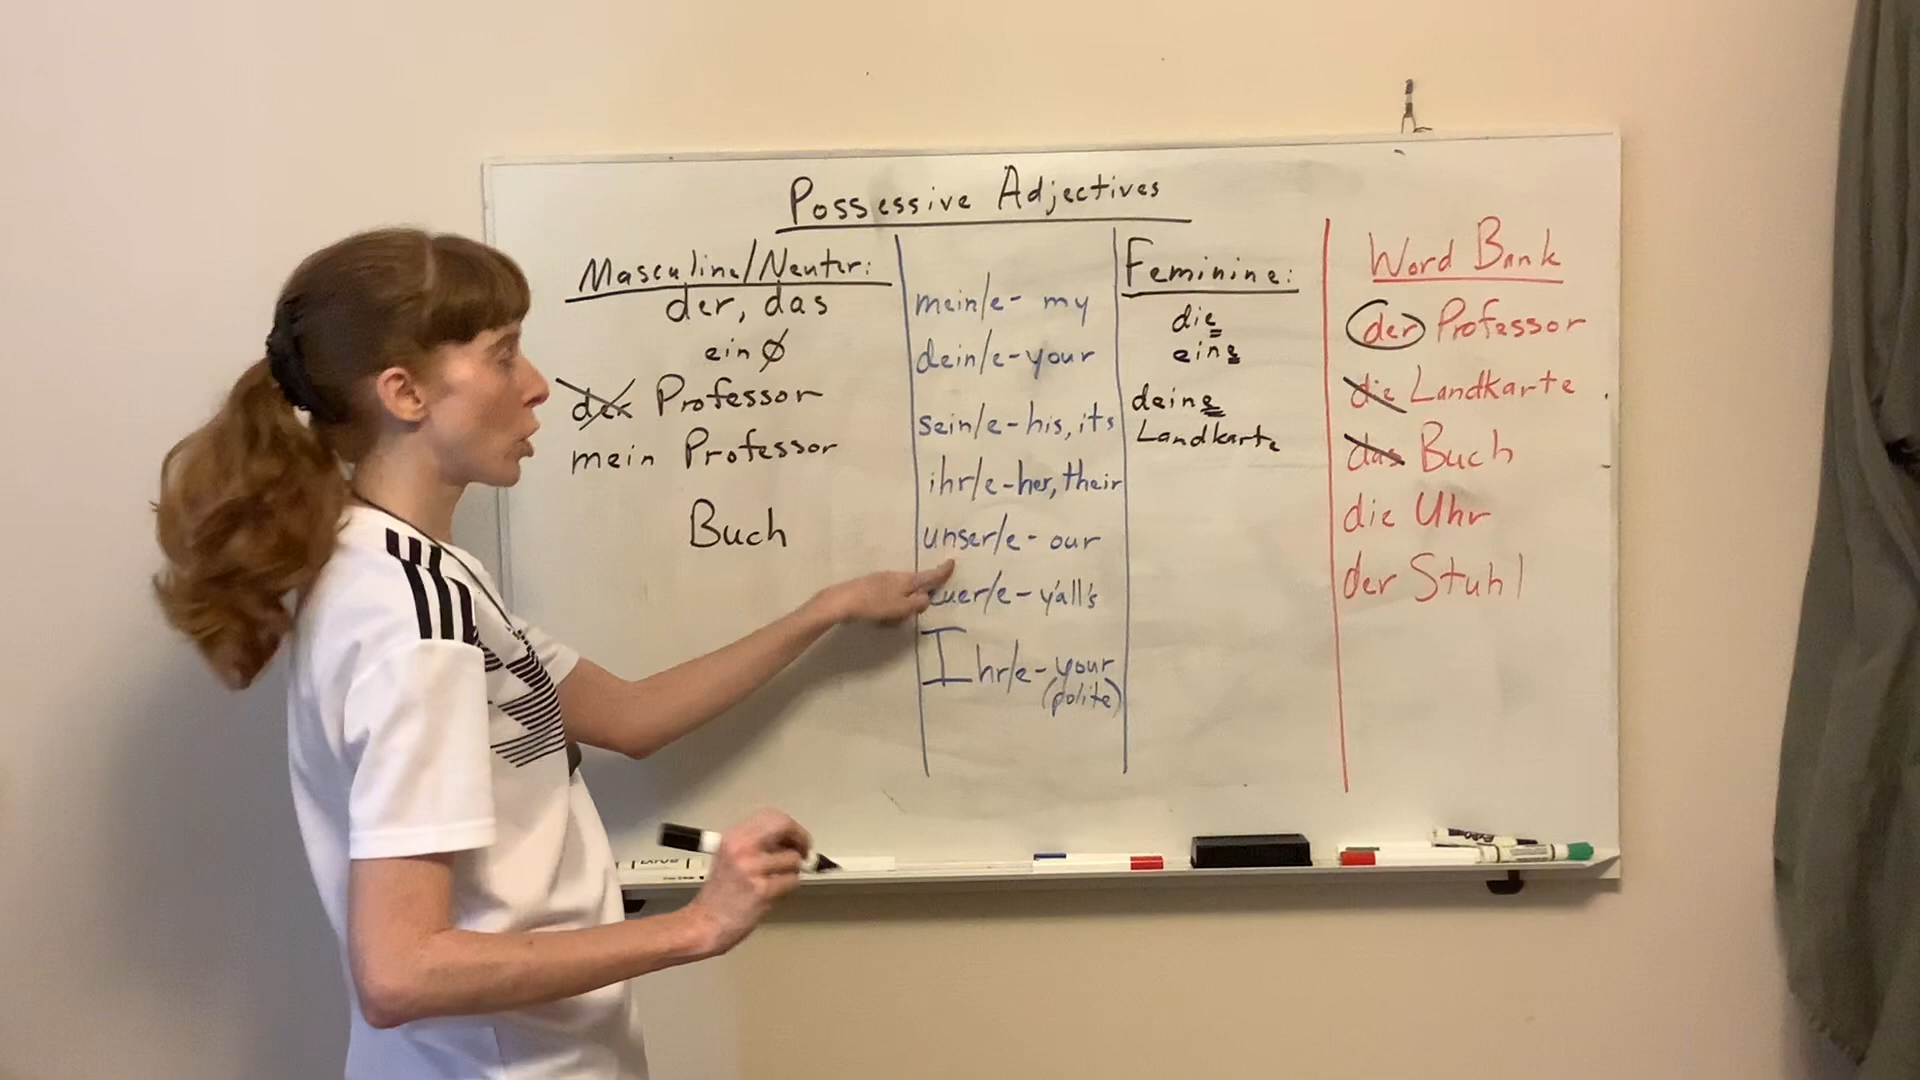 Possessive Adjectives
Masculine/Neuter:
der, das
ein Ø
der Professor
mein Professor
Buch
mein/e- my
dein/e-your
sein/e-his, its
ihr/e-her, their
unser/e- our
euer/e- y'all's
Ihr/e-your
(polite)
Feminine:
die
eine
deine
Landkarte
Word Bank
der Professor
die Landkarte
das Buch
die Uhr
der Stuhl